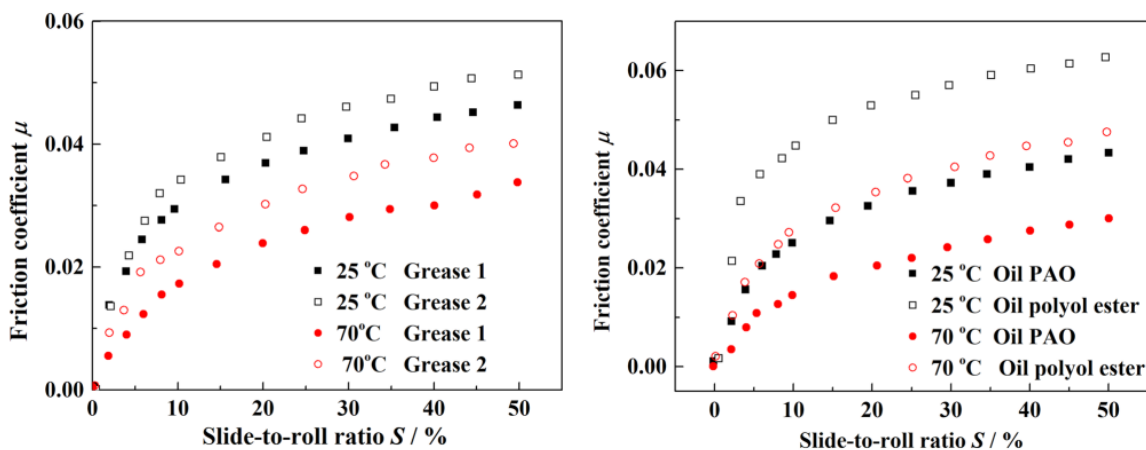 0.06
0.04
0.02
0.00
Friction coefficient μ
25 °C Grease 1
25 °C Grease 2
70°C Grease 1
70°C Grease 2
0 10 20 30 40 50
Slide-to-roll ratio S / %
0.06
0.04
0.02
0.00
Friction coefficient μ
25 °C Oil PAO
25 °C Oil polyol ester
70 °C Oil PAO
70 °C Oil polyol ester
0 10 20 30 40 50
Slide-to-roll ratio S / %